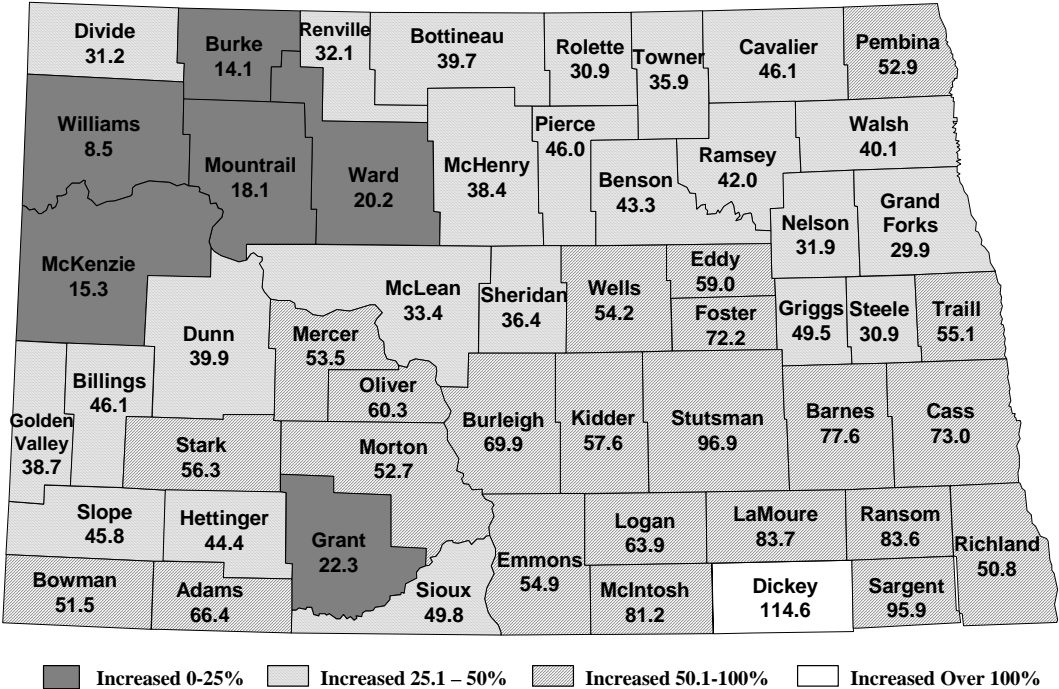 Divide
31.2
Burke
14.1
Renville
32.1
Bottineau
39.7
Rolette
30.9
Towner
35.9
Cavalier
46.1
Pembina
52.9
Williams
8.5
Mountrail
18.1
Ward
20.2
McHenry
38.4
Pierce
46.0
Benson
43.3
Ramsey
42.0
Walsh
40.1
Nelson
31.9
Grand
Forks
29.9
McKenzie
15.3
Dunn
39.9
McLean
33.4
Mercer
53.5
Oliver
60.3
Sheridan
36.4
Wells
54.2
Eddy
59.0
Foster
72.2
Griggs
49.5
Steele
30.9
Traill
55.1
Golden
Valley
38.7
Billings
46.1
Stark
56.3
Morton
52.7
Burleigh
69.9
Kidder
57.6
Stutsman
96.9
Barnes
77.6
Cass
73.0
Slope
45.8
Hettinger
44.4
Grant
22.3
Bowman
51.5
Adams
66.4
Sioux
49.8
Emmons
54.9
Logan
63.9
McIntosh
81.2
LaMoure
83.7
Dickey
114.6
Ransom
83.6
Sargent
95.9
Richland
50.8
Increased 0-25%
Increased 25.1 – 50%
Increased 50.1-100%
Increased Over 100%